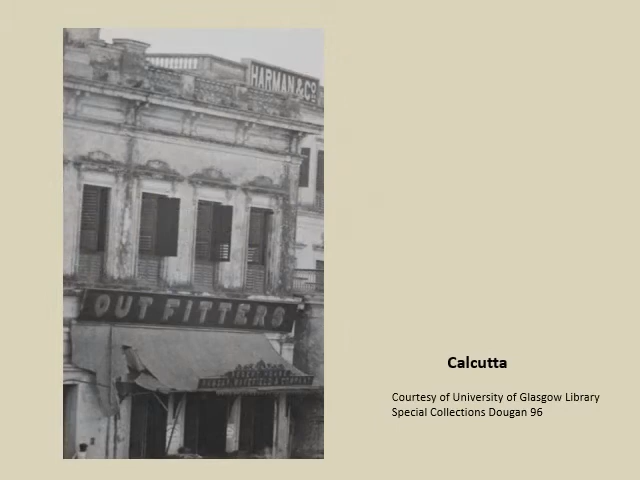 HARMAN & CO
OUT FITTERS
Calcutta
Courtesy of University of Glasgow Library
Special Collections Dougan 96